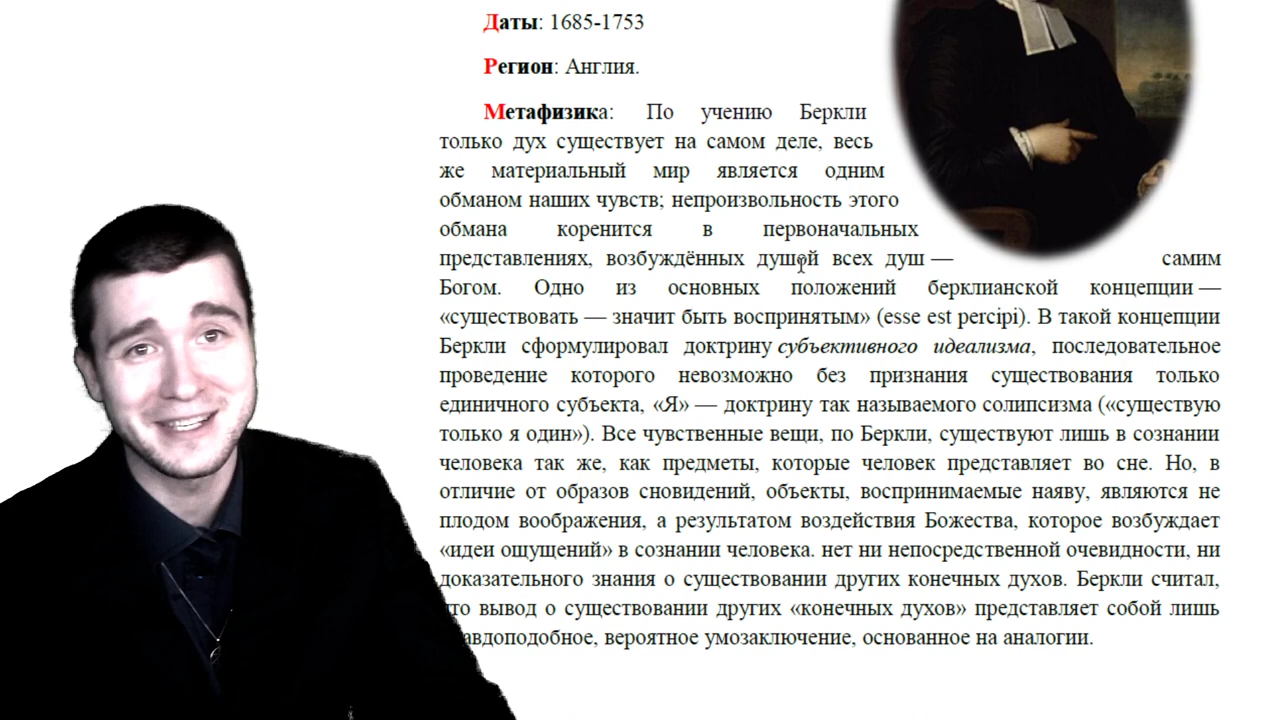 Даты: 1685-1753
Регион: Англия.
Метафизика: По учению Беркли
только дух существует на самом деле, весь
же материальный мир является одним
обманом наших чувств; непроизвольность этого
обмана коренится в первоначальных
представлениях, возбуждённых душой всех душ — самим
Богом. Одно из основных положений берклианской концепции —
«существовать — значит быть воспринятым» (esse est percipi). В такой концепции
Беркли сформулировал доктрину субъективного идеализма, последовательное
проведение которого невозможно без признания существования только
единичного субъекта, «Я» — доктрину так называемого солипсизма («существую
только я один»). Все чувственные вещи, по Беркли, существуют лишь в сознании
человека так же, как предметы, которые человек представляет во сне. Но, в
отличие от образов сновидений, объекты, воспринимаемые наяву, являются не
плодом воображения, а результатом воздействия Божества, которое возбуждает
«идеи ощущений» в сознании человека. нет ни непосредственной очевидности, ни
доказательного знания о существовании других конечных духов. Беркли считал,
вывод о существовании других «конечных духов» представляет собой лишь
вероятное умозаключение, основанное на аналогии.